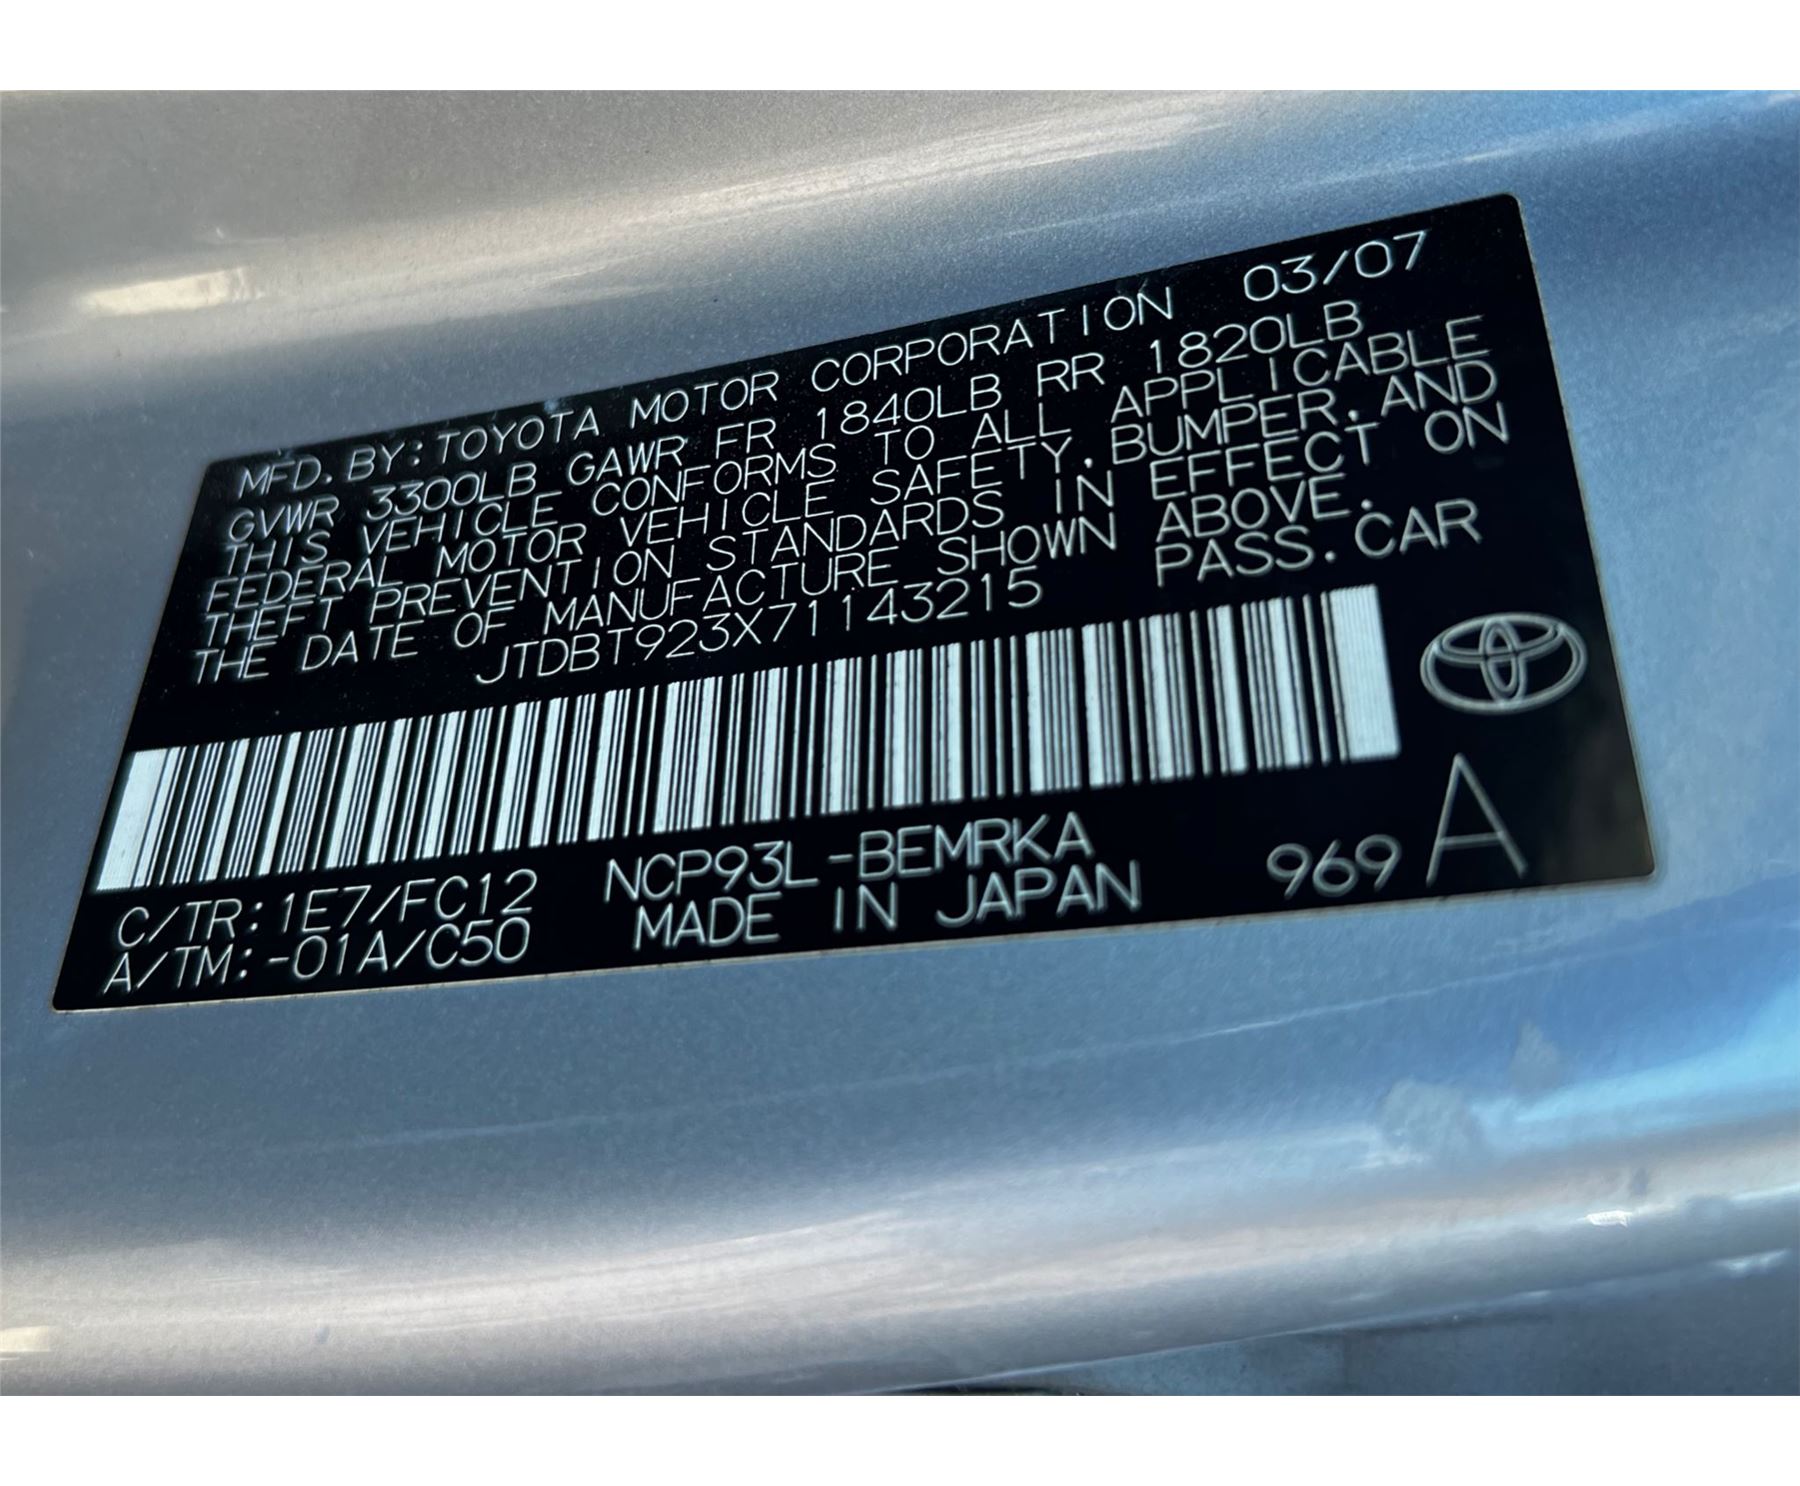 MFD. BY: TOYOTA MOTOR CORPORATION 03/07
GVWR 3300LB GAWR FR 1840LB RR 1820LB
THIS VEHICLE CONFORMS TO ALL APPLICABLE
FEDERAL MOTOR VEHICLE SAFETY, BUMPER, AND
THEFT PREVENTION STANDARDS IN EFFECT ON
THE DATE OF MANUFACTURE SHOWN ABOVE.
JTDBT923X71143215 PASS. CAR
C/TR: 1E7/FC12 NCP93L-BEMRKA
A/TM: -01A/C50 MADE IN JAPAN 969 A